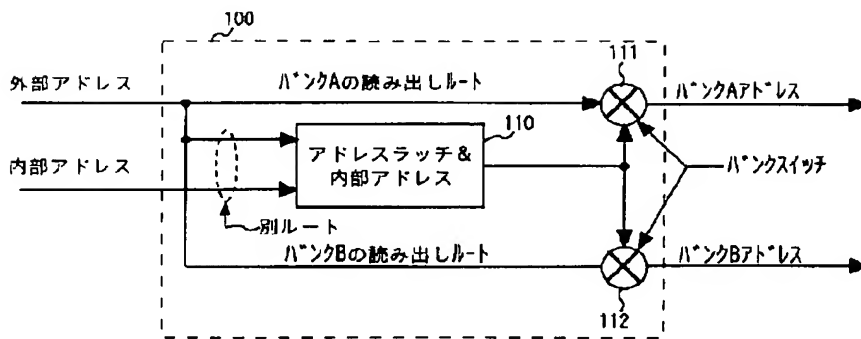 100
外部アドレス
バンクAの読み出しルート
111
バンクAアドレス
110
アドレスラッチ&
内部アドレス
内部アドレス
バンクスイッチ
別ルート
バンクBの読み出しルート
バンクBアドレス
112